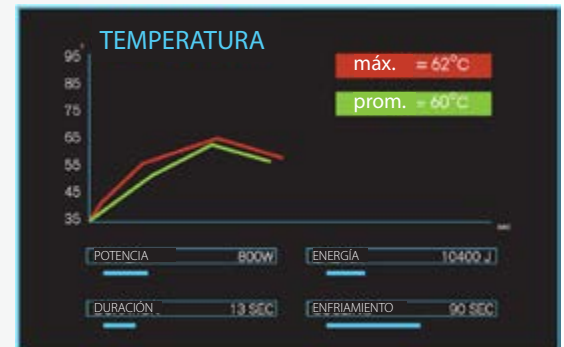 TEMPERATURA
95°
85
75
65
55
45
35
máx. = 62°C
prom. = 60°C
POTENCIA 800W
ENERGÍA 10400 J
DURACIÓN 13 SEC
ENFRIAMIENTO 90 SEC